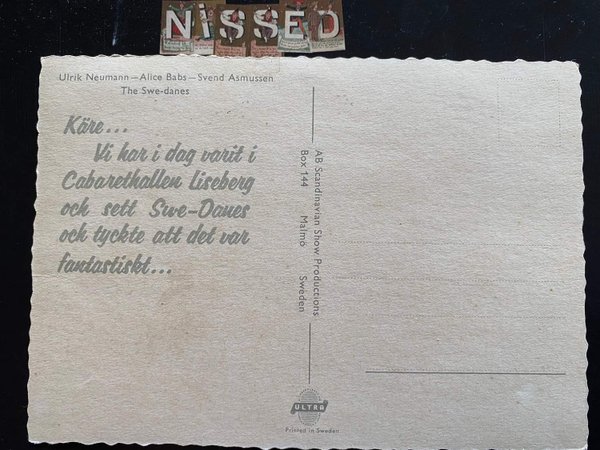 NiSSED
Ulrik Neumann—Alice Babs—Svend Asmussen
The Swe-danes
Käre...
Vi har i dag varit i
Cabarethallen Liseberg
och sett Swe-Danes
och tyckte att det var
fantastiskt...
AB Scandinavian Show Productions
Box 144 Malmö Sweden
ULTRA
Printed in Sweden